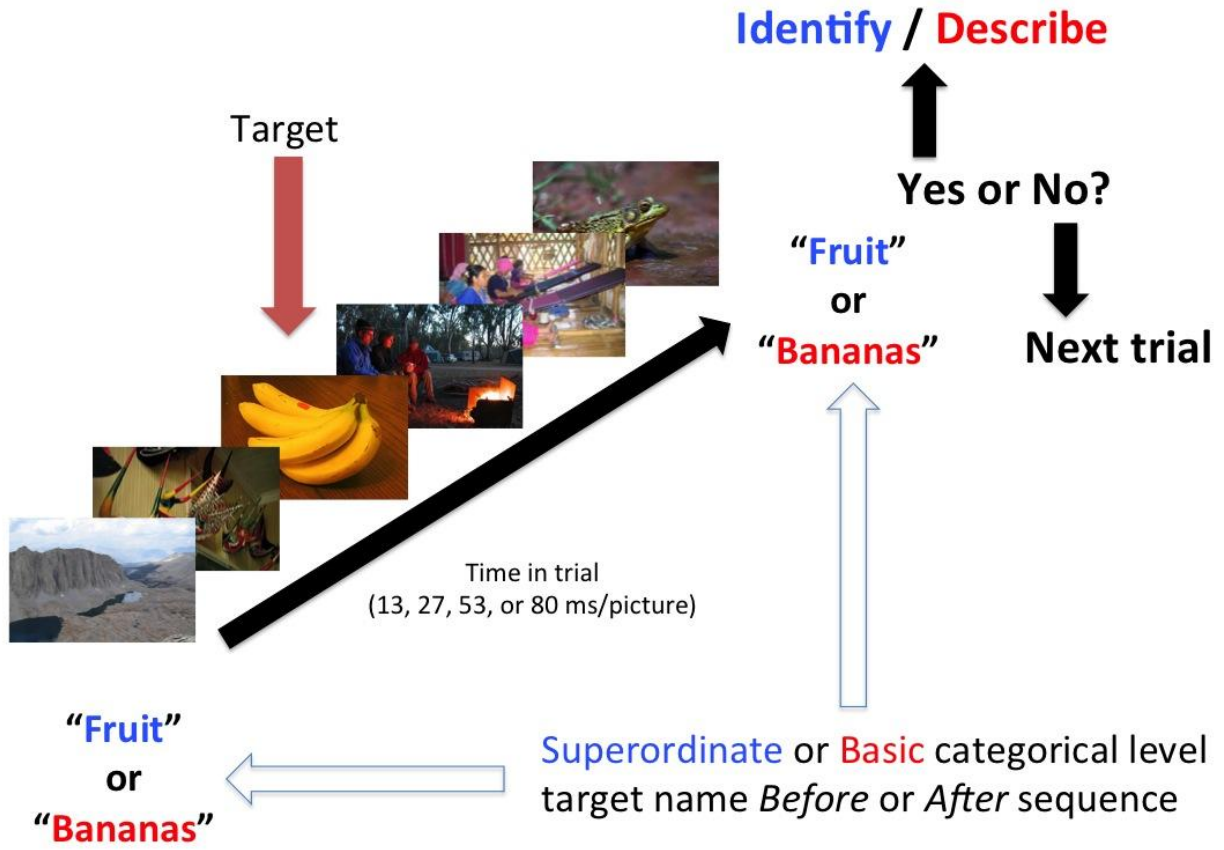 Identify / Describe
Target
Yes or No?
“Fruit”
or
“Bananas”
Next trial
Time in trial
(13, 27, 53, or 80 ms/picture)
“Fruit”
or
“Bananas”
Superordinate or Basic categorical level
target name Before or After sequence